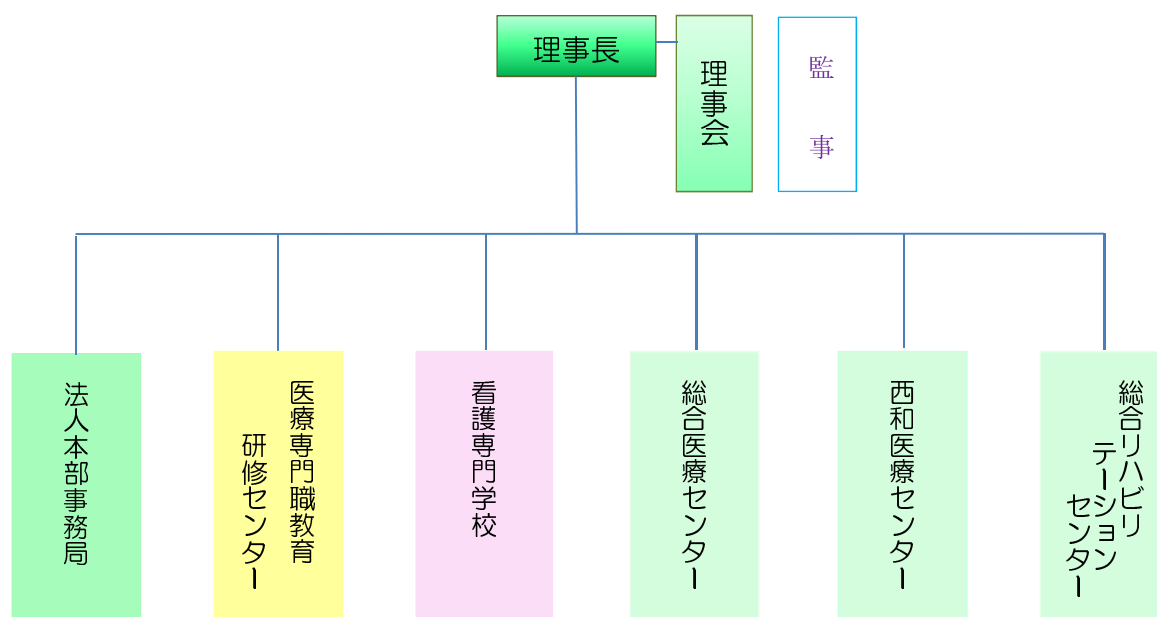 理事長
理事会
監事
法人本部事務局
医療専門職教育
研修センター
看護専門学校
総合医療センター
西和医療センター
総合リハビリ
テーション
センター